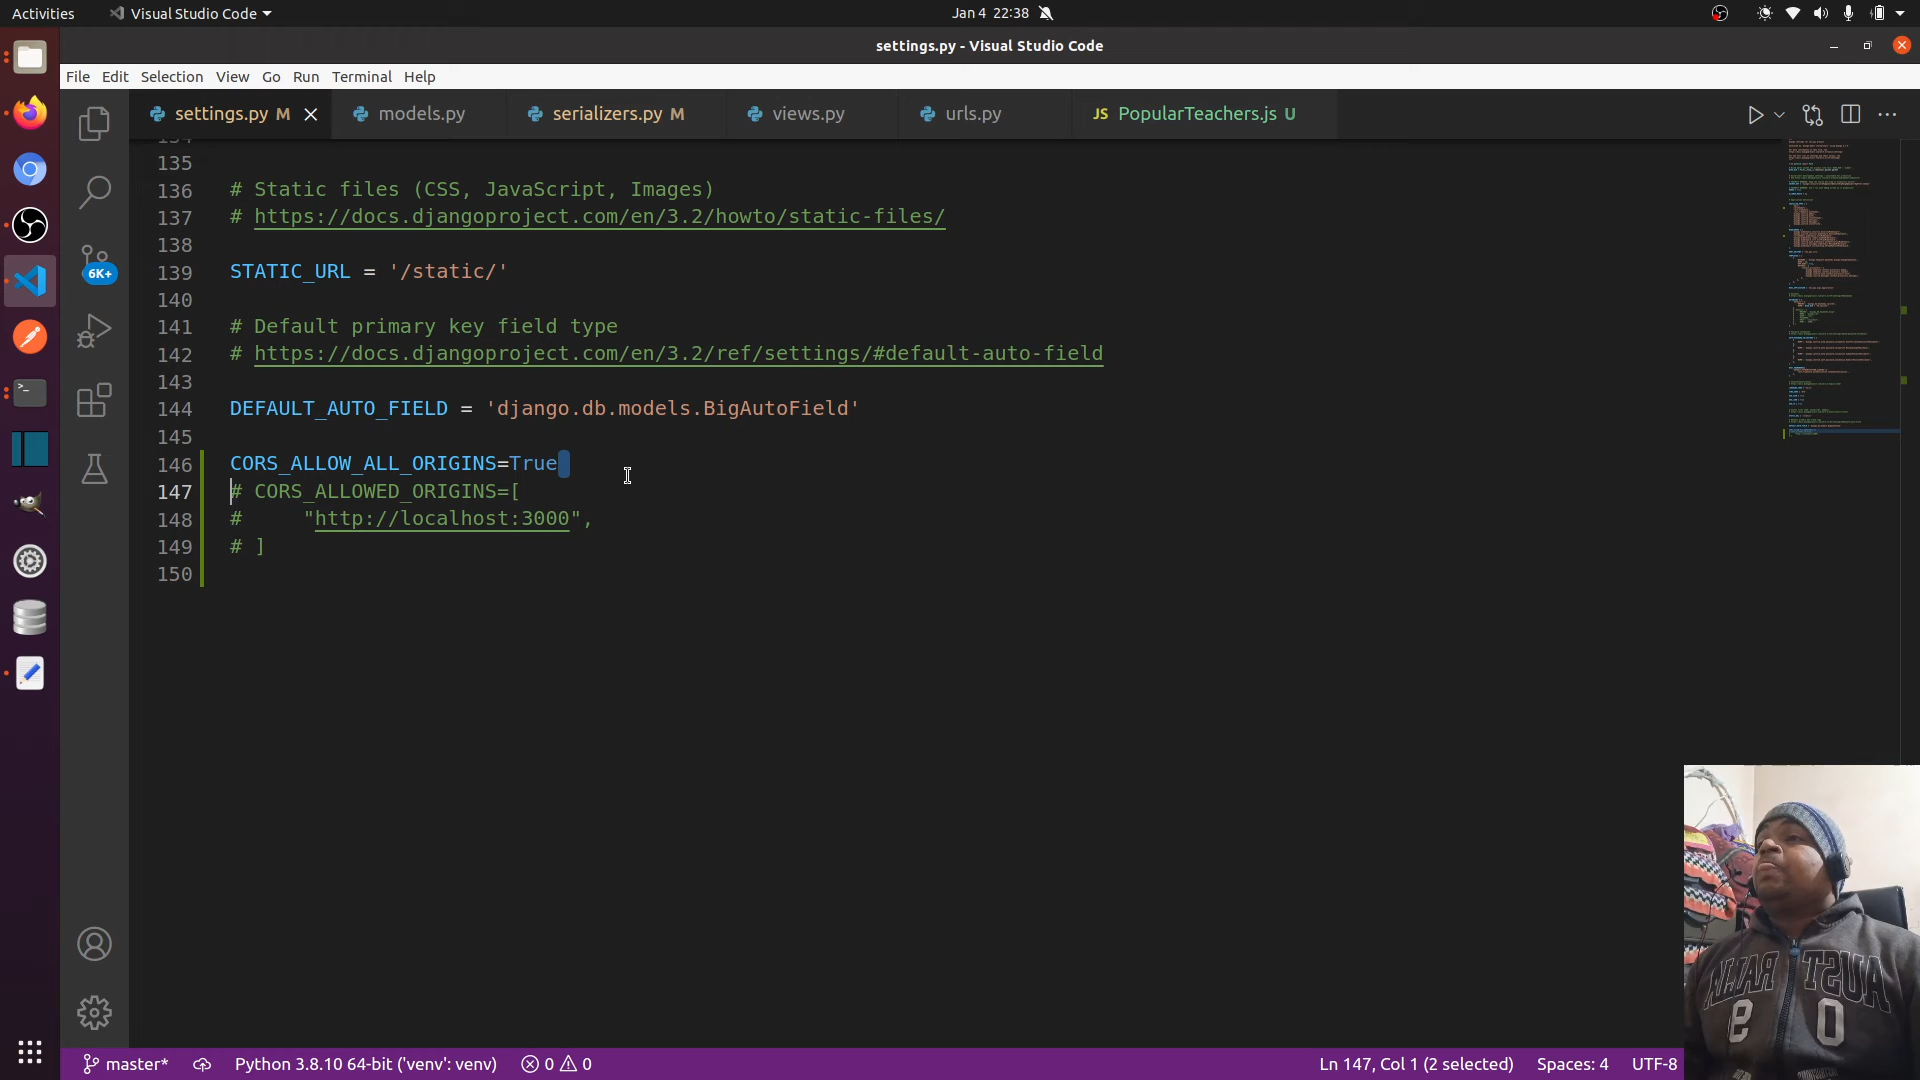 Activities
Visual Studio Code
Jan 4 22:38
settings.py - Visual Studio Code
File Edit Selection View Go Run Terminal Help
settings.py M
models.py
serializers.py M
views.py
urls.py
JS PopularTeachers.js U
135
136 # Static files (CSS, JavaScript, Images)
137 # https://docs.djangoproject.com/en/3.2/howto/static-files/
138
139 STATIC_URL = '/static/'
140
141 # Default primary key field type
142 # https://docs.djangoproject.com/en/3.2/ref/settings/#default-auto-field
143
144 DEFAULT_AUTO_FIELD = 'django.db.models.BigAutoField'
145
146 CORS_ALLOW_ALL_ORIGINS=True
147 # CORS_ALLOWED_ORIGINS=[
148 #     "http://localhost:3000",
149 # ]
150
6K+
master*
Python 3.8.10 64-bit ('venv': venv)
0
0
Ln 147, Col 1 (2 selected)
Spaces: 4
UTF-8